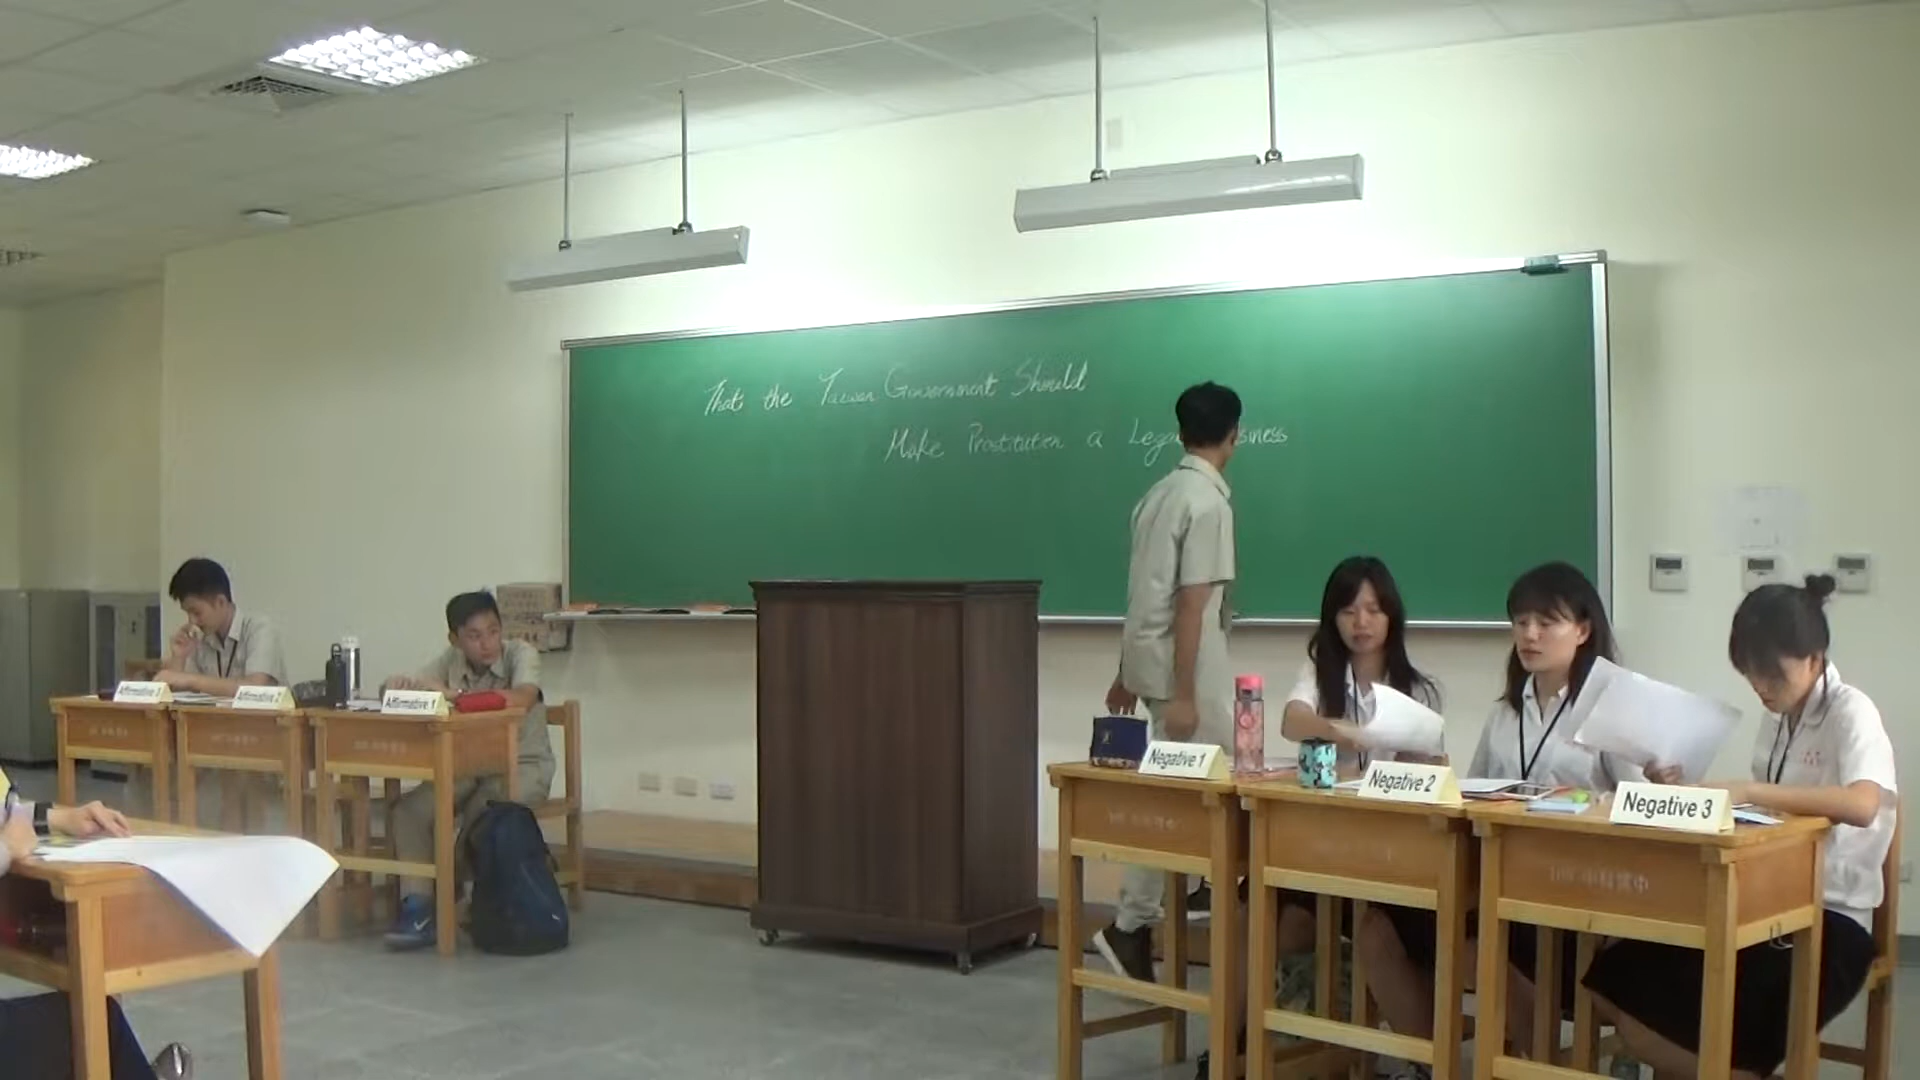 That the Taiwan Government Should
Make Prostitution a Legal
Affirmative 3
Affirmative 2
Affirmative 1
Negative 1
Negative 2
Negative 3